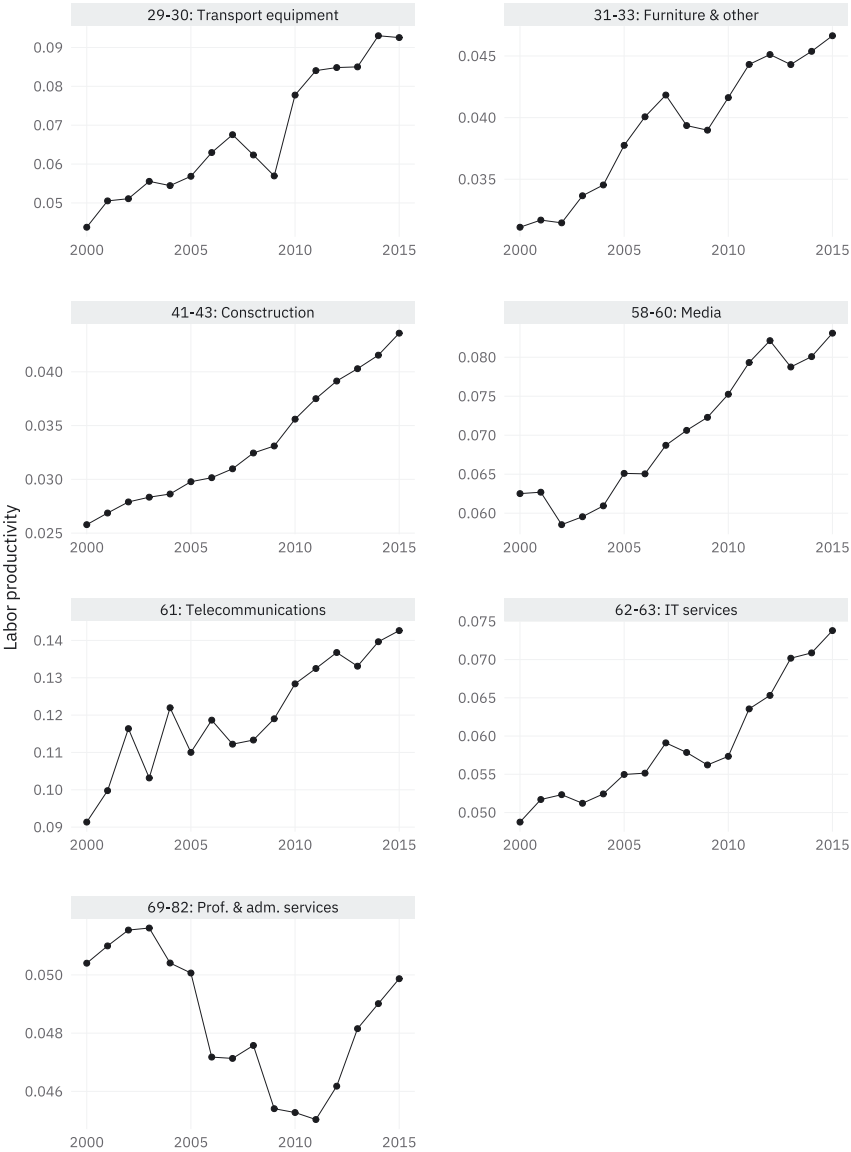 29-30: Transport equipment
0.09
0.08
0.07
0.06
0.05
2000 2005 2010 2015
31-33: Furniture & other
0.045
0.040
0.035
2000 2005 2010 2015
41-43: Consctruction
0.040
0.035
0.030
0.025
2000 2005 2010 2015
58-60: Media
0.080
0.075
0.070
0.065
0.060
2000 2005 2010 2015
Labor productivity
61: Telecommunications
0.14
0.13
0.12
0.11
0.10
0.09
2000 2005 2010 2015
62-63: IT services
0.075
0.070
0.065
0.060
0.055
0.050
2000 2005 2010 2015
69-82: Prof. & adm. services
0.050
0.048
0.046
2000 2005 2010 2015